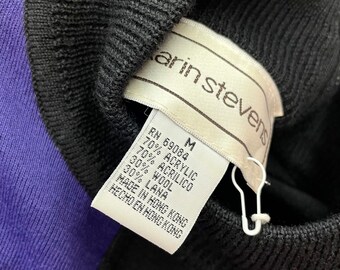 arin stevens
M
RN 69084
70% ACRYLIC
70% ACRILICO
30% WOOL
30% LANA
MADE IN HONG KONG
HECHO EN HONG KONG